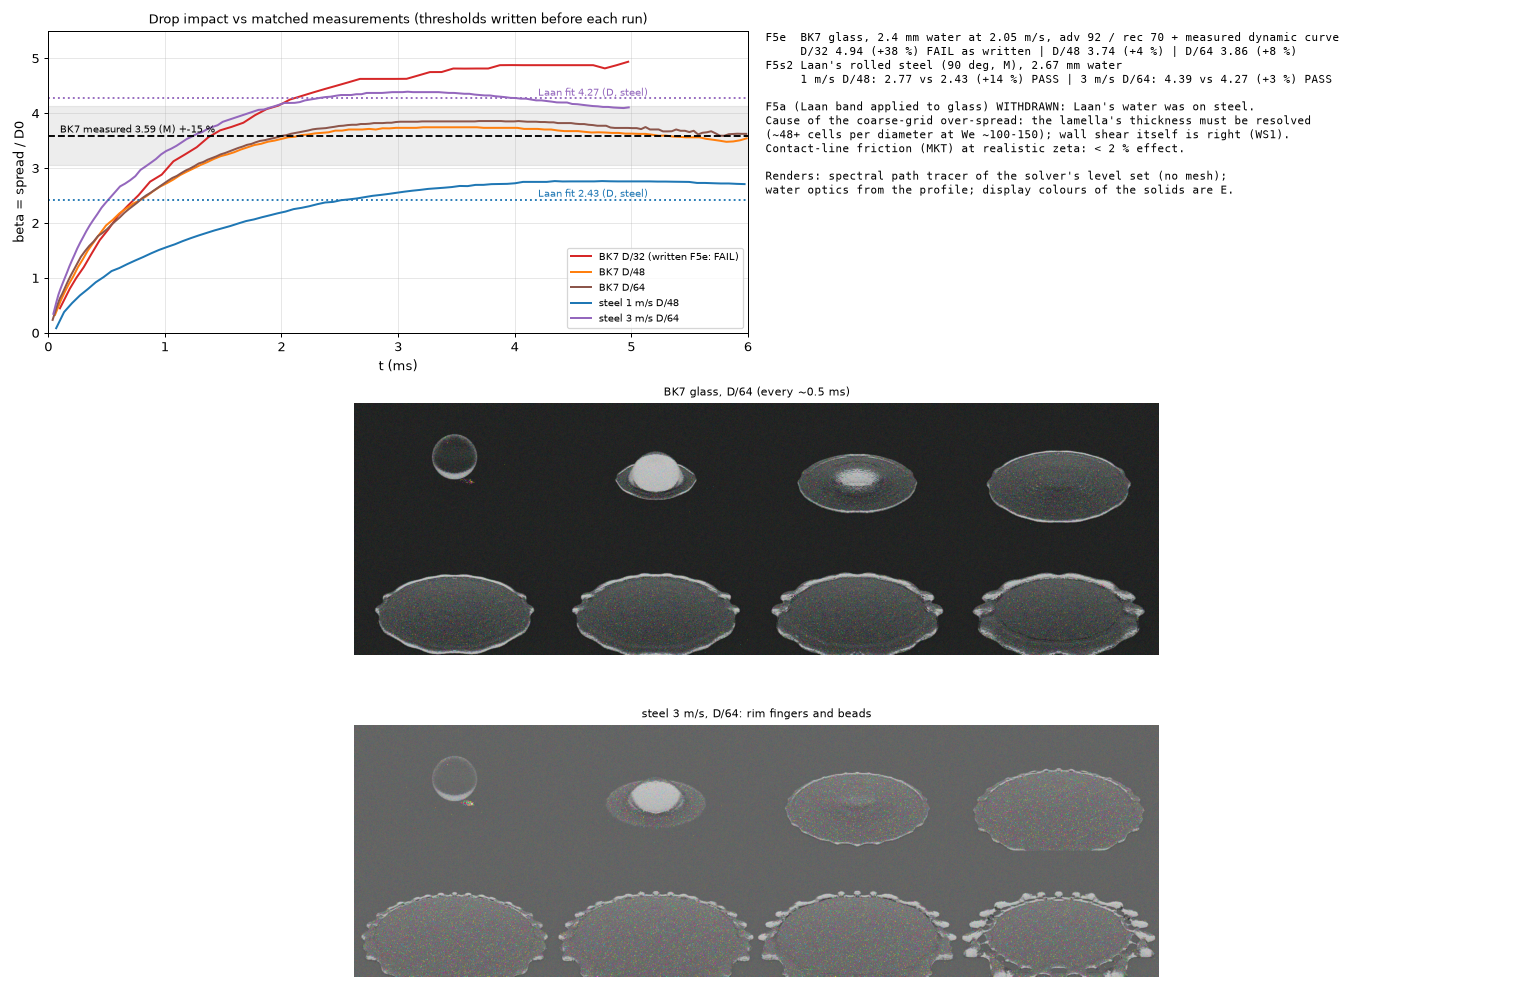 Drop impact vs matched measurements (thresholds written before each run)
beta = spread / D0
5
4
3
2
1
0
Laan fit 4.27 (D, steel)
BK7 measured 3.59 (M) +-15 %
Laan fit 2.43 (D, steel)
BK7 D/32 (written F5e: FAIL)
BK7 D/48
BK7 D/64
steel 1 m/s D/48
steel 3 m/s D/64
0 1 2 3 4 5 6
t (ms)
F5e BK7 glass, 2.4 mm water at 2.05 m/s, adv 92 / rec 70 + measured dynamic curve
D/32 4.94 (+38 %) FAIL as written | D/48 3.74 (+4 %) | D/64 3.86 (+8 %)
F5s2 Laan's rolled steel (90 deg, M), 2.67 mm water
1 m/s D/48: 2.77 vs 2.43 (+14 %) PASS | 3 m/s D/64: 4.39 vs 4.27 (+3 %) PASS
F5a (Laan band applied to glass) WITHDRAWN: Laan's water was on steel.
Cause of the coarse-grid over-spread: the lamella's thickness must be resolved
(~48+ cells per diameter at We ~100-150); wall shear itself is right (WS1).
Contact-line friction (MKT) at realistic zeta: < 2 % effect.
Renders: spectral path tracer of the solver's level set (no mesh);
water optics from the profile; display colours of the solids are E.
BK7 glass, D/64 (every ~0.5 ms)
steel 3 m/s, D/64: rim fingers and beads